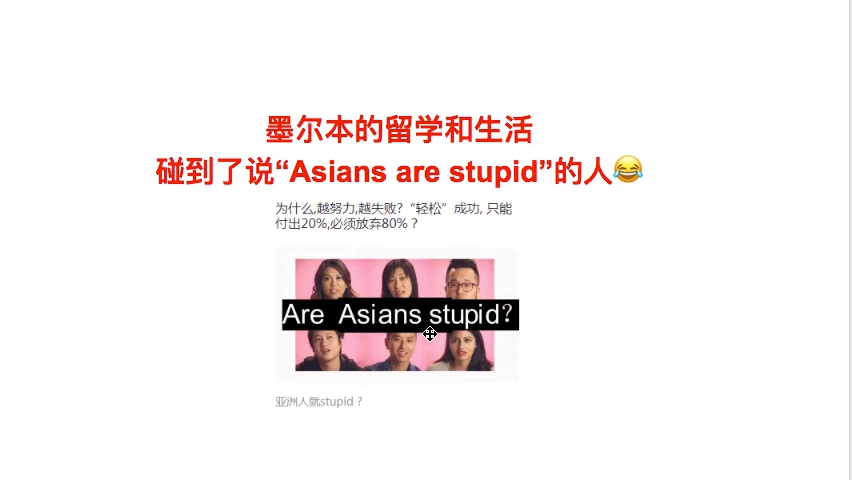 墨尔本的留学和生活
碰到了说“Asians are stupid”的人😂
为什么,越努力,越失败?“轻松”成功, 只能
付出20%,必须放弃80% ?
Are Asians stupid?
亚洲人就stupid ?